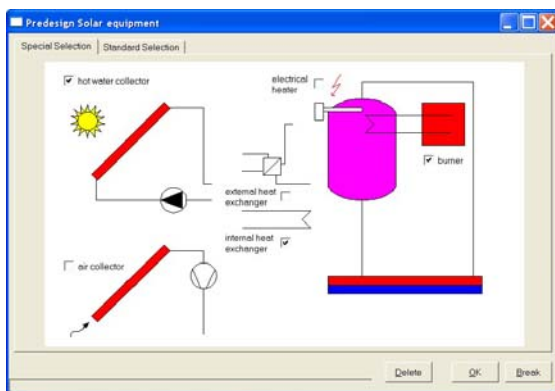 Predesign Solar equipment
Special Selection
Standard Selection
hot water collector
electrical
heater
burner
external heat
exchanger
internal heat
exchanger
air collector
Delete
OK
Break